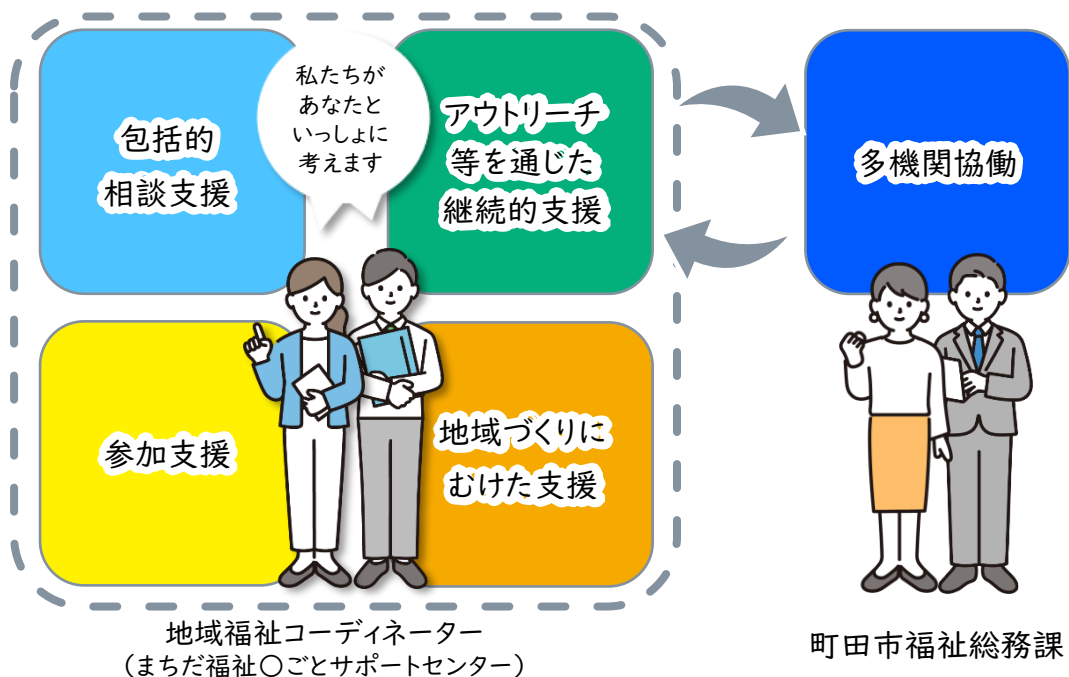 包括的
相談支援
私たちが
あなたと
いっしょに
考えます
アウトリーチ
等を通じた
継続的支援
多機関協働
参加支援
地域づくりに
むけた支援
地域福祉コーディネーター
（まちだ福祉〇ごとサポートセンター）
町田市福祉総務課